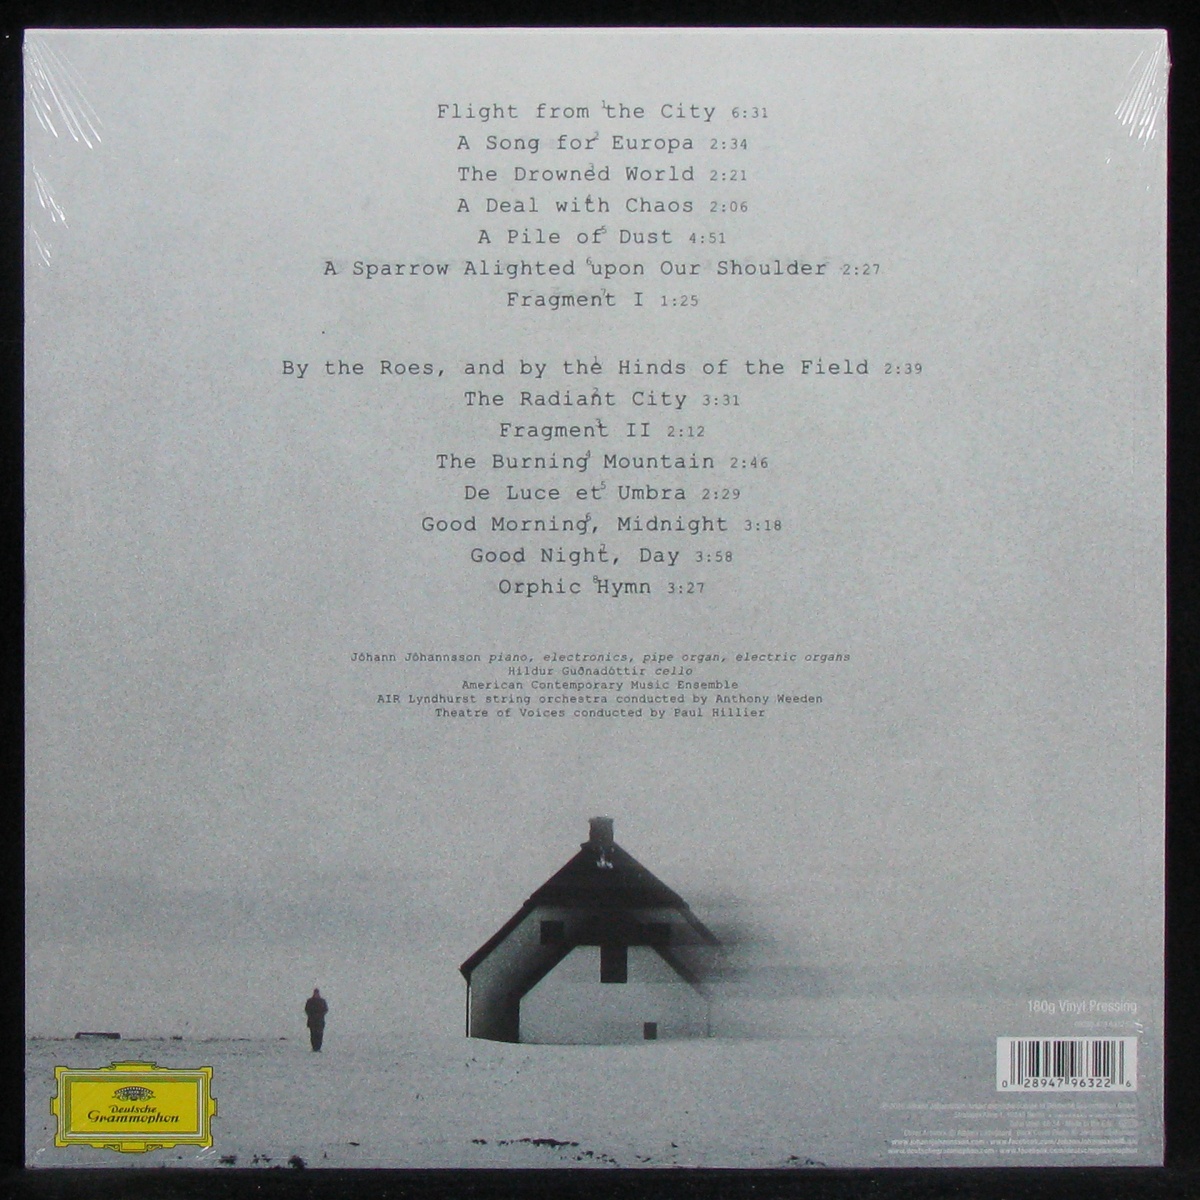 Flight from the City 6:31
A Song for Europa 2:34
The Drowned World 2:21
A Deal with Chaos 2:06
A Pile of Dust 4:51
A Sparrow Alighted upon Our Shoulder 2:27
Fragment I 1:25
By the Roes, and by the Hinds of the Field 2:39
The Radiant City 3:31
Fragment II 2:12
The Burning Mountain 2:46
De Luce et Umbra 2:29
Good Morning, Midnight 3:18
Good Night, Day 3:58
Orphic Hymn 3:27
Jóhann Jóhannsson piano, electronics, pipe organ, electric organs
Hildur Guðnadóttir cello
American Contemporary Music Ensemble
AIR Lyndhurst string orchestra conducted by Anthony Weeden
Theatre of Voices conducted by Paul Hillier
180g Vinyl Pressing
0 28947 96322 6
Deutsche
Grammophon